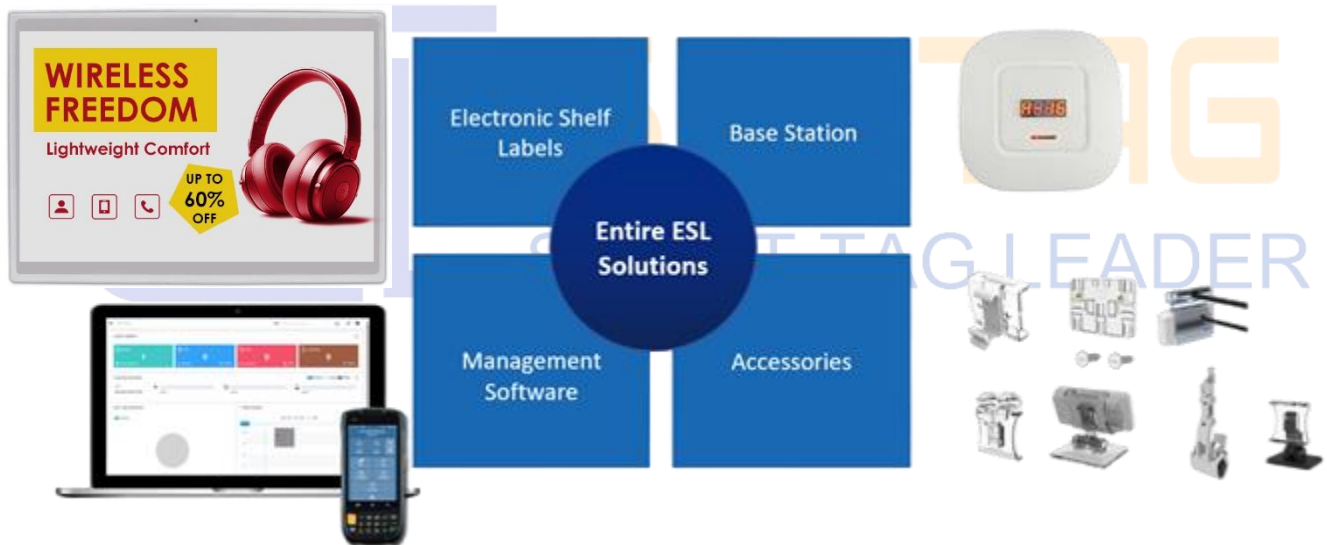 WIRELESS
FREEDOM
Lightweight Comfort
UP TO
60%
OFF
Electronic Shelf
Labels
Base Station
Entire ESL
Solutions
Management
Software
Accessories
TAG
TAG LEADER